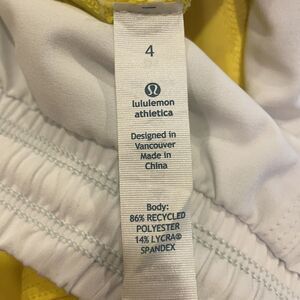 4
lululemon
athletica
Designed in
Vancouver
Made in
China
Body:
86% RECYCLED
POLYESTER
14% LYCRA®
SPANDEX